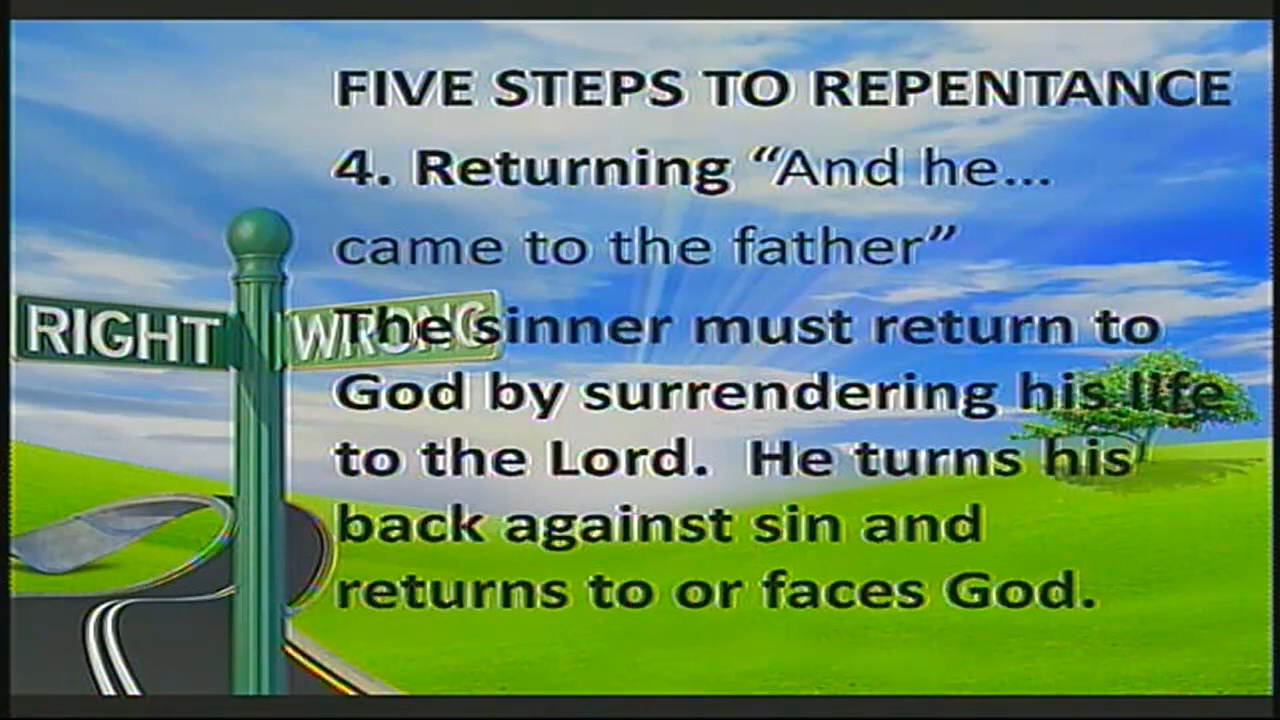 FIVE STEPS TO REPENTANCE
4. Returning “And he...
came to the father”
RIGHT
WRONG
The sinner must return to
God by surrendering his life
to the Lord.  He turns his
back against sin and
returns to or faces God.